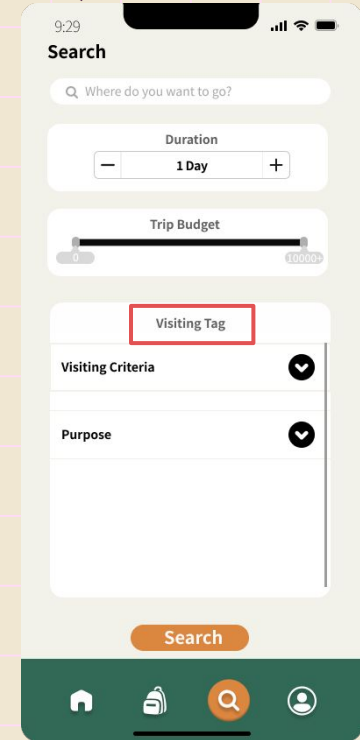 9:29
Search
Where do you want to go?
Duration
1 Day
Trip Budget
0
10000+
Visiting Tag
Visiting Criteria
Purpose
Search